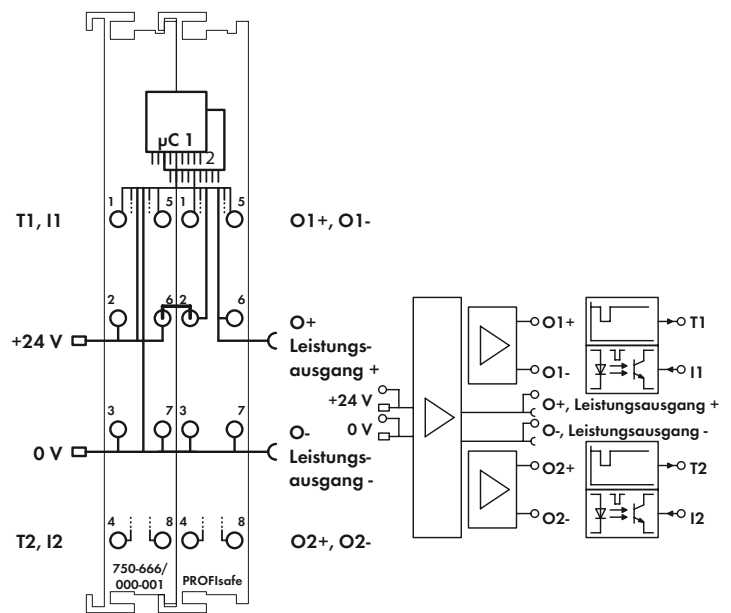 µC 1
2
1 5 1 5
T1, I1
O1+, O1-
2 6 2 6
+24 V
O+
Leistungs-
ausgang +
3 7 3 7
0 V
O-
Leistungs-
ausgang -
4 8 4 8
T2, I2
O2+, O2-
750-666/
000-001
PROFIsafe
+24 V
0 V
O1+
O1-
O+, Leistungsausgang +
O-, Leistungsausgang -
O2+
O2-
T1
I1
T2
I2